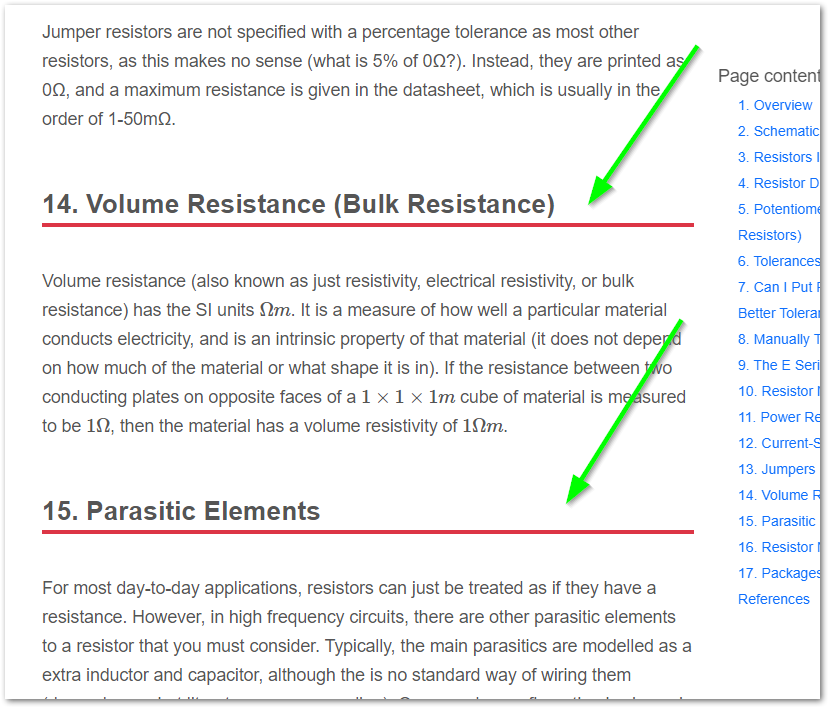 Jumper resistors are not specified with a percentage tolerance as most other
resistors, as this makes no sense (what is 5% of 0Ω?). Instead, they are printed as
0Ω, and a maximum resistance is given in the datasheet, which is usually in the
order of 1-50mΩ.
14. Volume Resistance (Bulk Resistance)
Volume resistance (also known as just resistivity, electrical resistivity, or bulk
resistance) has the SI units Ωm. It is a measure of how well a particular material
conducts electricity, and is an intrinsic property of that material (it does not depend
on how much of the material or what shape it is in). If the resistance between two
conducting plates on opposite faces of a 1 × 1 × 1m cube of material is measured
to be 1Ω, then the material has a volume resistivity of 1Ωm.
15. Parasitic Elements
For most day-to-day applications, resistors can just be treated as if they have a
resistance. However, in high frequency circuits, there are other parasitic elements
to a resistor that you must consider. Typically, the main parasitics are modelled as a
extra inductor and capacitor, although the is no standard way of wiring them
Page content
1. Overview
2. Schematic
3. Resistors I
4. Resistor D
5. Potentiome
Resistors)
6. Tolerances
7. Can I Put
Better Tolerar
8. Manually T
9. The E Seri
10. Resistor
11. Power Re
12. Current-S
13. Jumpers
14. Volume R
15. Parasitic
16. Resistor
17. Packages
References